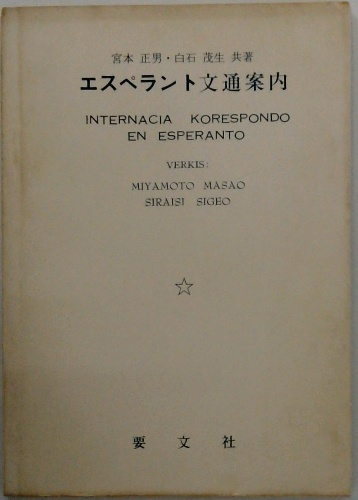 宮本 正男・白石 茂生 共著
エスペラント文通案内
INTERNACIA KORESPONDO
EN ESPERANTO
VERKIS:
MIYAMOTO MASAO
SIRAISI SIGEO
☆
要文社